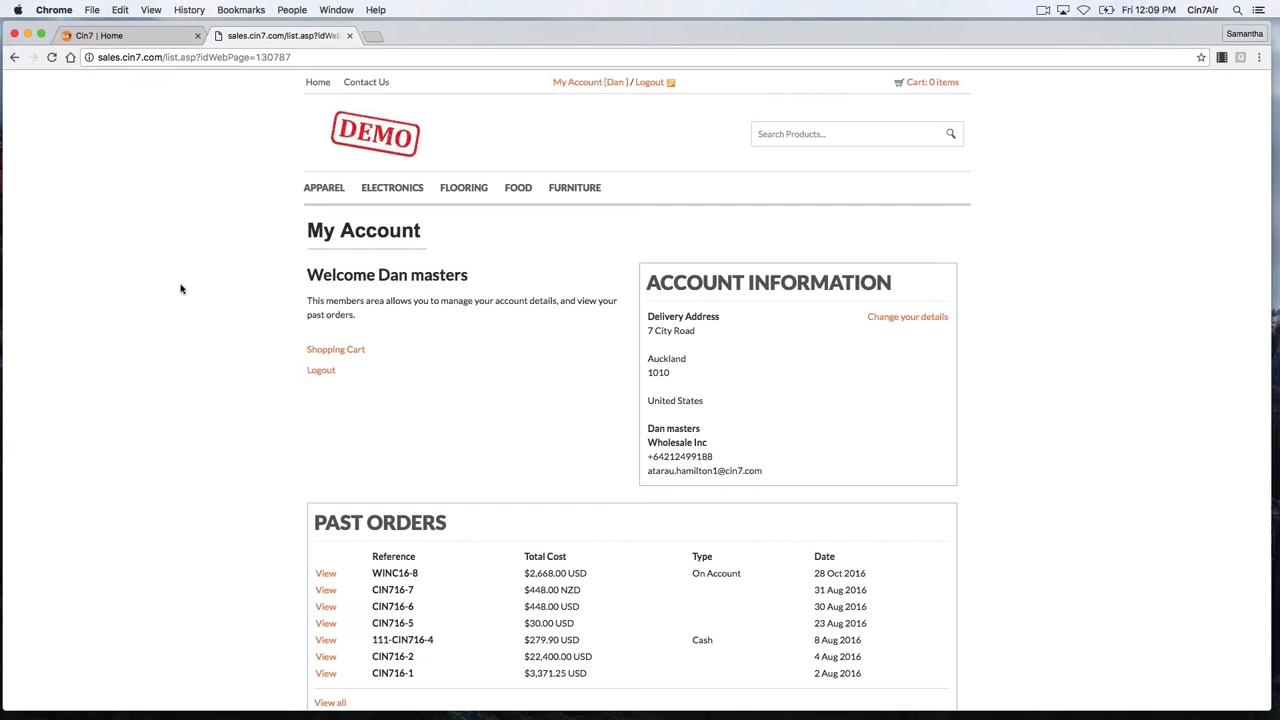 Chrome File Edit View History Bookmarks People Window Help Fri 12:09 PM Cin7Air
Cin7 | Home sales.cin7.com/list.asp?idWeb Samantha
sales.cin7.com/list.asp?idWebPage=130787
Home Contact Us My Account [Dan ] / Logout Cart: 0 items
DEMO
Search Products...
APPAREL ELECTRONICS FLOORING FOOD FURNITURE
My Account
Welcome Dan masters
This members area allows you to manage your account details, and view your
past orders.
Shopping Cart
Logout
ACCOUNT INFORMATION
Delivery Address Change your details
7 City Road
Auckland
1010
United States
Dan masters
Wholesale Inc
+64212499188
atarau.hamilton1@cin7.com
PAST ORDERS
Reference Total Cost Type Date
View WINC16-8 $2,668.00 USD On Account 28 Oct 2016
View CIN716-7 $448.00 NZD 31 Aug 2016
View CIN716-6 $448.00 USD 30 Aug 2016
View CIN716-5 $30.00 USD 23 Aug 2016
View 111-CIN716-4 $279.90 USD Cash 8 Aug 2016
View CIN716-2 $22,400.00 USD 4 Aug 2016
View CIN716-1 $3,371.25 USD 2 Aug 2016
View all